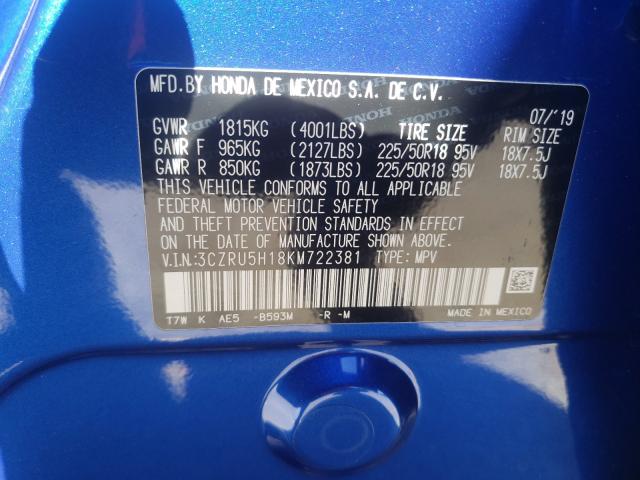 MFD.BY HONDA DE MEXICO S.A. DE C.V.
07/'19
GVWR 1815KG (4001LBS) TIRE SIZE RIM SIZE
GAWR F 965KG (2127LBS) 225/50R18 95V 18X7.5J
GAWR R 850KG (1873LBS) 225/50R18 95V 18X7.5J
THIS VEHICLE CONFORMS TO ALL APPLICABLE
FEDERAL MOTOR VEHICLE SAFETY
AND THEFT PREVENTION STANDARDS IN EFFECT
ON THE DATE OF MANUFACTURE SHOWN ABOVE.
V.I.N.:3CZRU5H18KM722381 TYPE: MPV
T7W K AE5 -B593M -R -M
MADE IN MEXICO